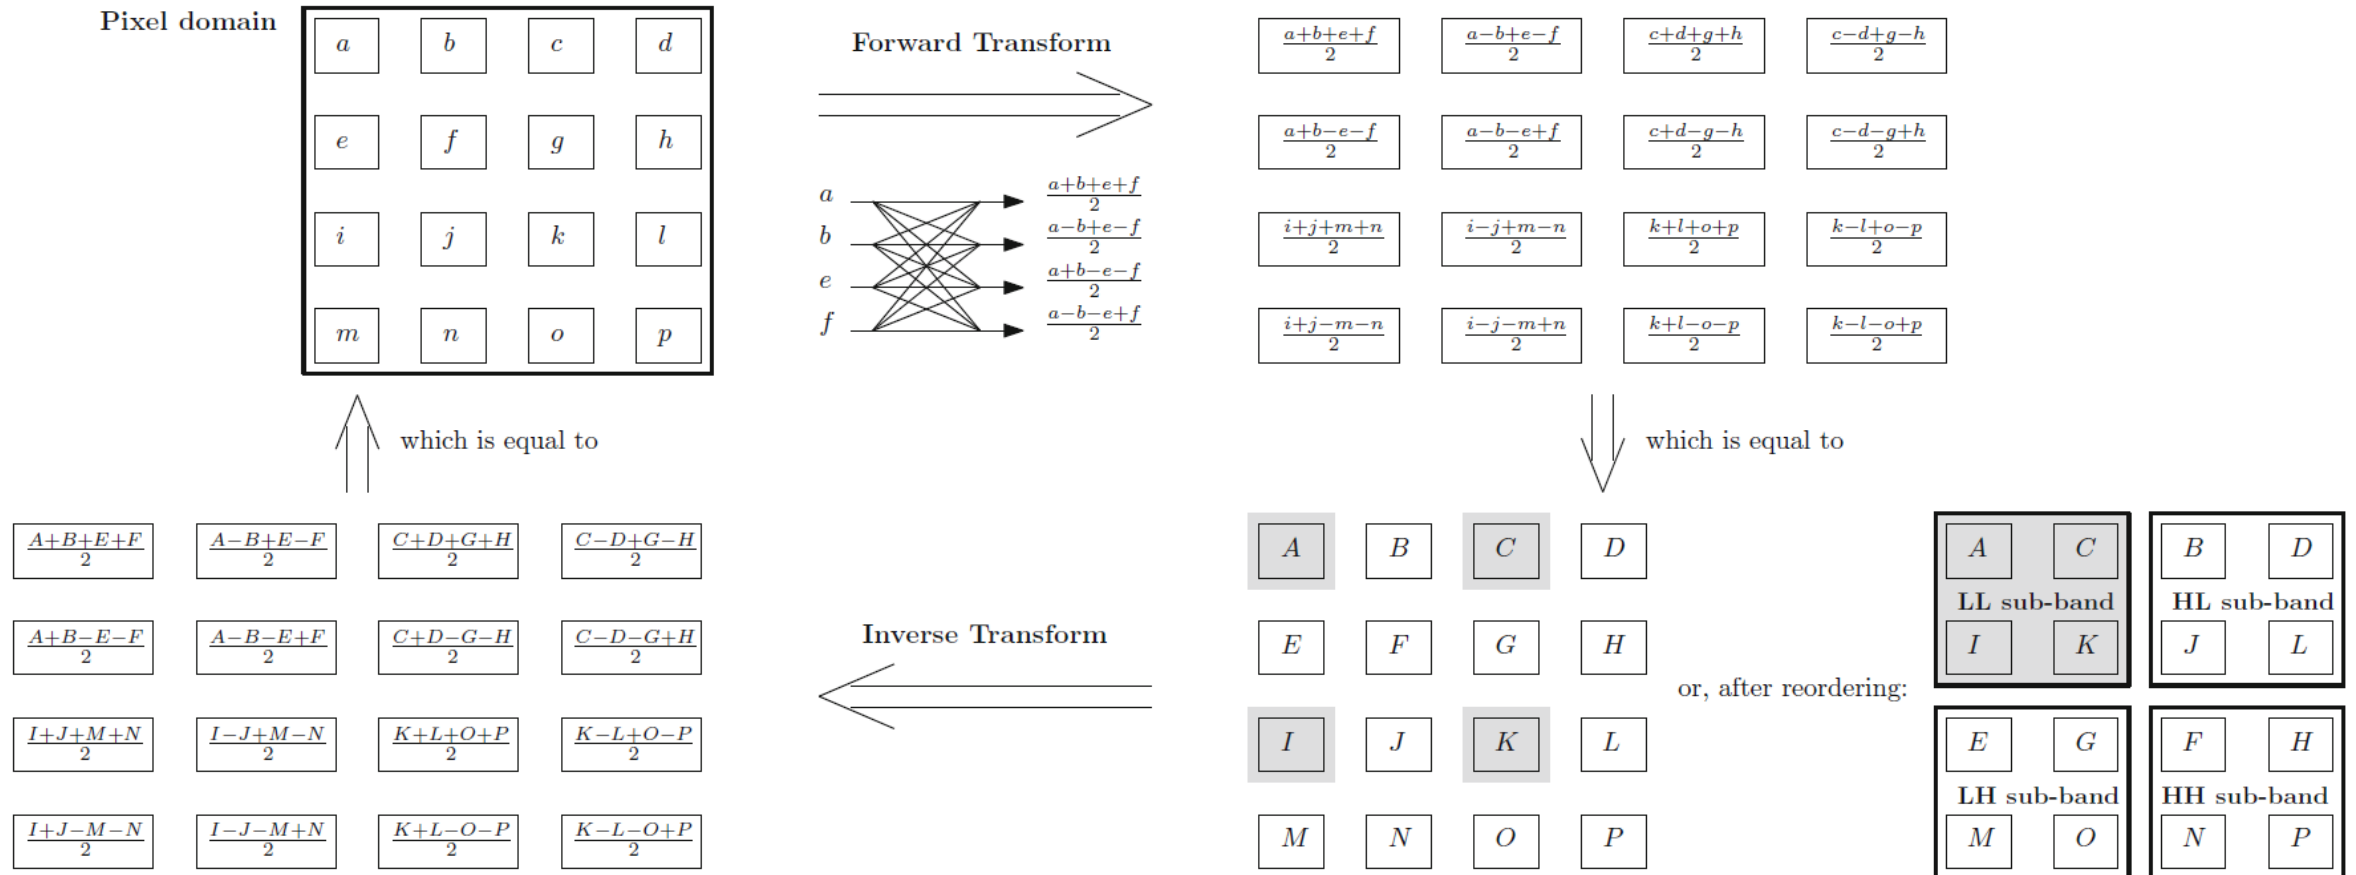 Pixel domain
a b c d
e f g h
i j k l
m n o p
Forward Transform
a
b
e
f
a+b+e+f/2
a−b+e−f/2
a+b−e−f/2
a−b−e+f/2
a+b+e+f/2 a−b+e−f/2 c+d+g+h/2 c−d+g−h/2
a+b−e−f/2 a−b−e+f/2 c+d−g−h/2 c−d−g+h/2
i+j+m+n/2 i−j+m−n/2 k+l+o+p/2 k−l+o−p/2
i+j−m−n/2 i−j−m+n/2 k+l−o−p/2 k−l−o+p/2
which is equal to
which is equal to
A+B+E+F/2 A−B+E−F/2 C+D+G+H/2 C−D+G−H/2
A+B−E−F/2 A−B−E+F/2 C+D−G−H/2 C−D−G+H/2
I+J+M+N/2 I−J+M−N/2 K+L+O+P/2 K−L+O−P/2
I+J−M−N/2 I−J−M+N/2 K+L−O−P/2 K−L−O+P/2
Inverse Transform
A B C D
E F G H
I J K L
M N O P
or, after reordering:
A C
LL sub-band
I K
B D
HL sub-band
J L
E G
LH sub-band
M O
F H
HH sub-band
N P